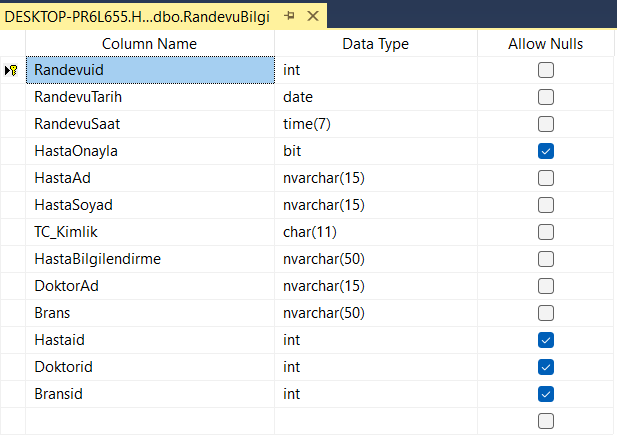 DESKTOP-PR6L655.H...dbo.RandevuBilgi
Column Name Data Type Allow Nulls
Randevuid int
RandevuTarih date
RandevuSaat time(7)
HastaOnayla bit
HastaAd nvarchar(15)
HastaSoyad nvarchar(15)
TC_Kimlik char(11)
HastaBilgilendirme nvarchar(50)
DoktorAd nvarchar(15)
Brans nvarchar(50)
Hastaid int
Doktorid int
Bransid int